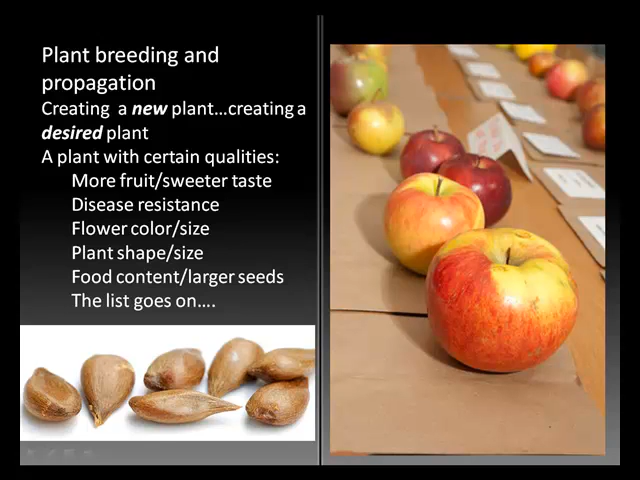 Plant breeding and
propagation
Creating a new plant...creating a
desired plant
A plant with certain qualities:
More fruit/sweeter taste
Disease resistance
Flower color/size
Plant shape/size
Food content/larger seeds
The list goes on....